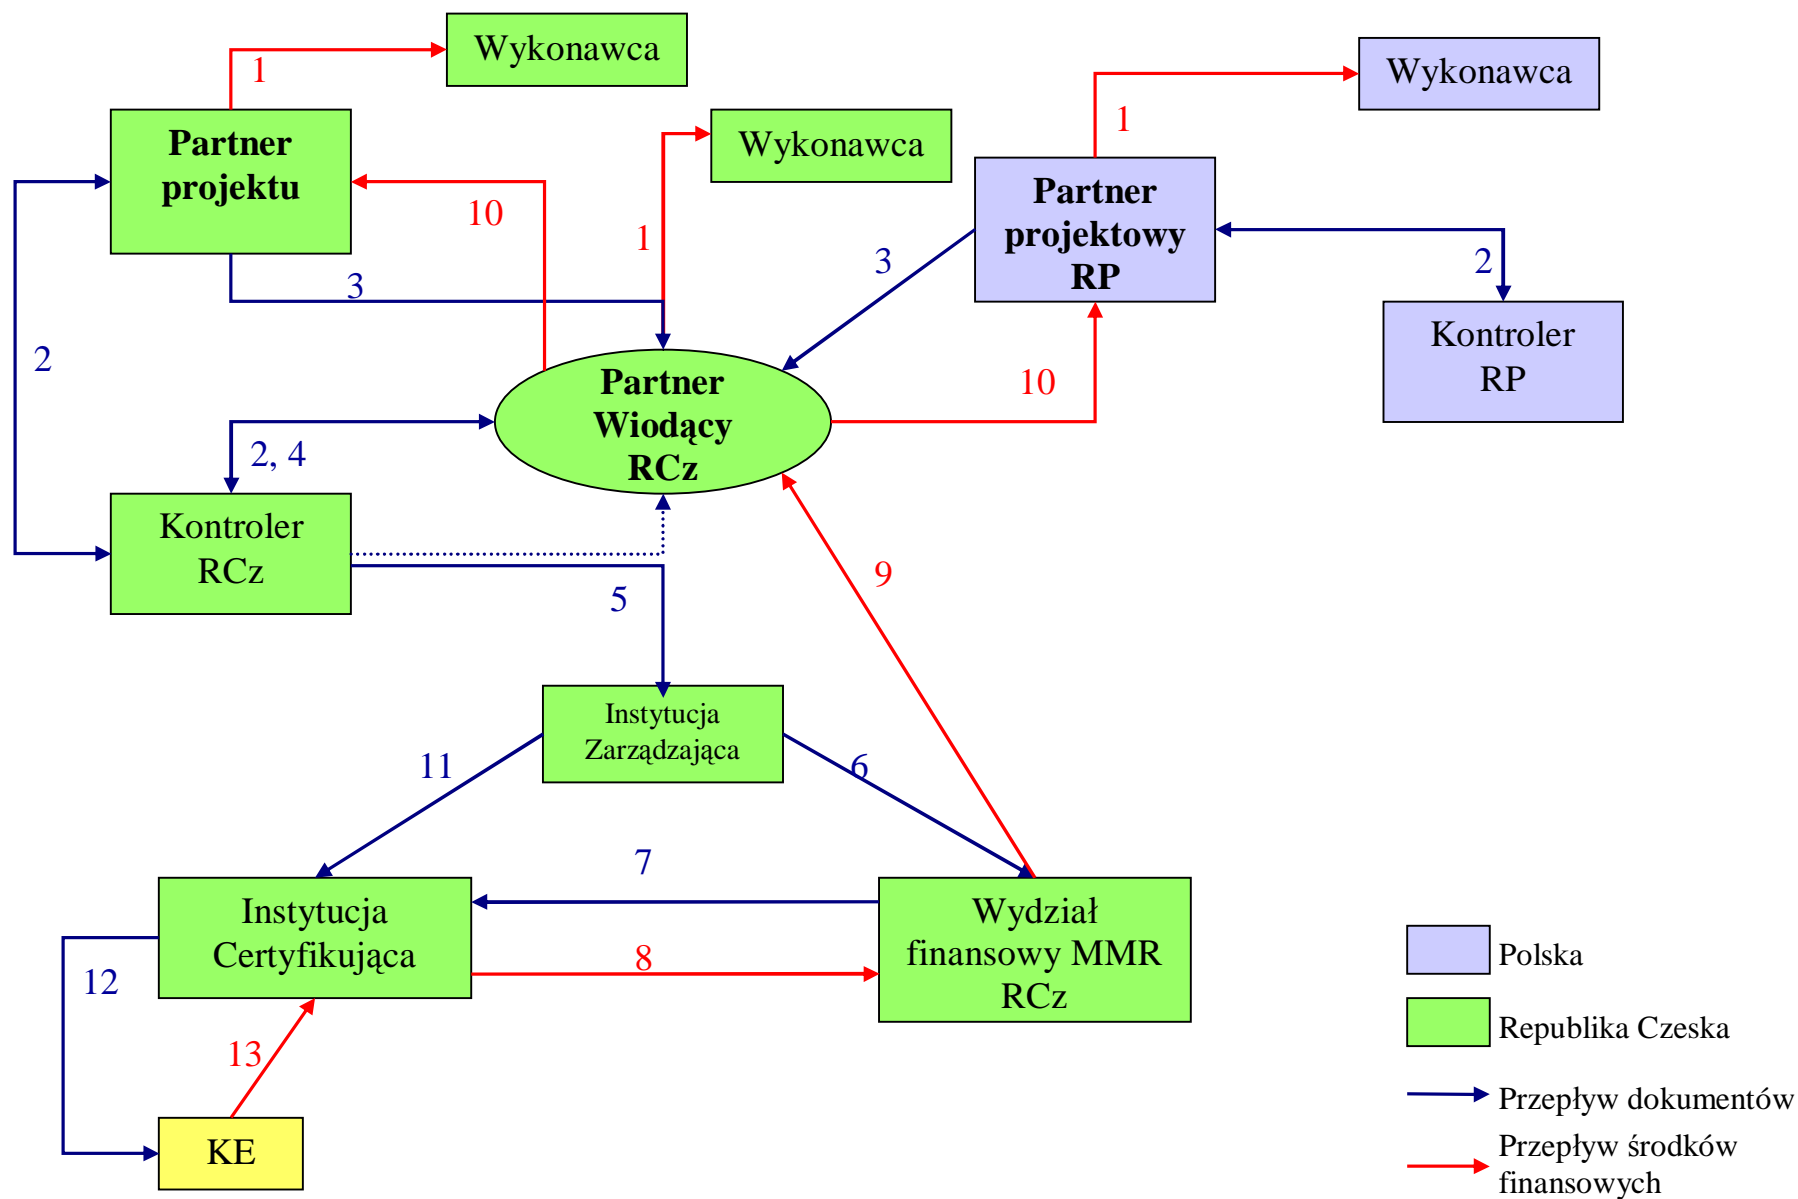 Wykonawca
1
Wykonawca
Wykonawca
1
Partner
projektu
Partner
projektowy
RP
10
1
3
2
3
2
Kontroler
RP
10
Partner
Wiodący
RCz
2, 4
Kontroler
RCz
9
5
Instytucja
Zarządzająca
11
6
7
Instytucja
Certyfikująca
Wydział
finansowy MMR
RCz
8
12
13
KE
Polska
Republika Czeska
Przepływ dokumentów
Przepływ środków
finansowych